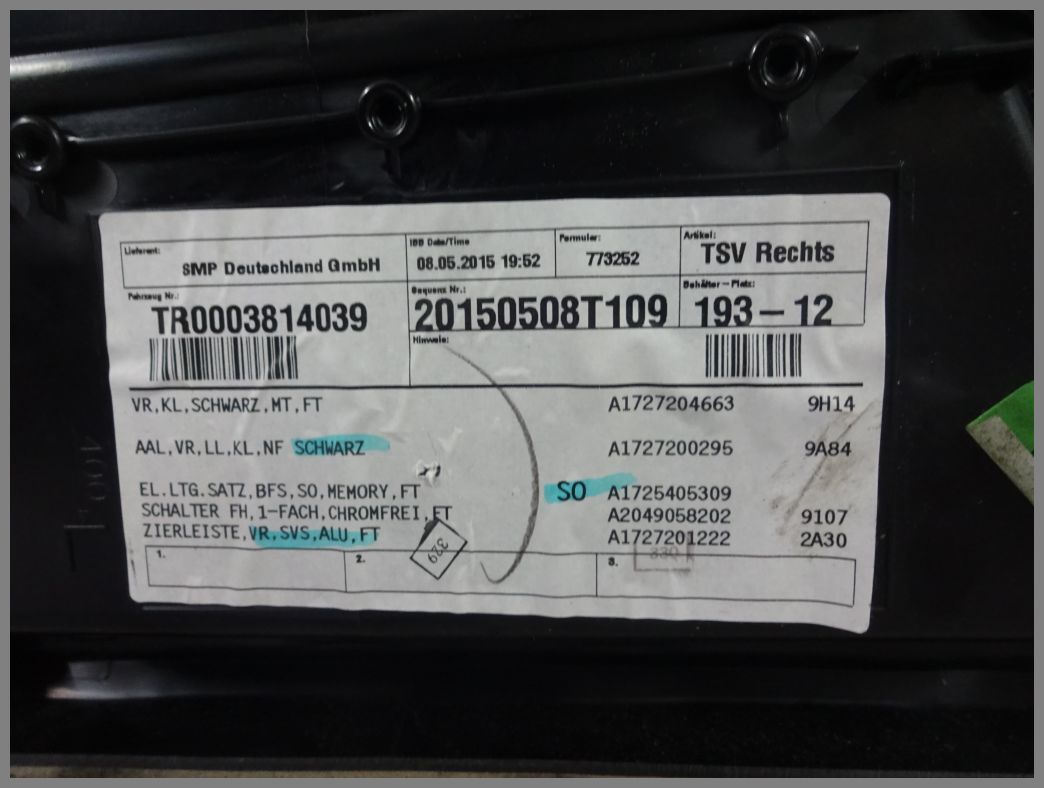 Lieferant:
SMP Deutschland GmbH
IBD Date/Time
08.05.2015 19:52
Formular:
773252
Artikel:
TSV Rechts
Fahrzeug Nr.:
TR0003814039
Sequenz Nr.:
20150508T109
Behälter-Platz:
193-12
Hinweis:
VR,KL,SCHWARZ,MT,FT A1727204663 9H14
AAL,VR,LL,KL,NF SCHWARZ A1727200295 9A84
EL.LTG.SATZ,BFS,SO,MEMORY,FT SO A1725405309
SCHALTER FH,1-FACH,CHROMFREI,FT A2049058202 9107
ZIERLEISTE,VR,SVS,ALU,FT A1727201222 2A30
1. 2. 3.
329